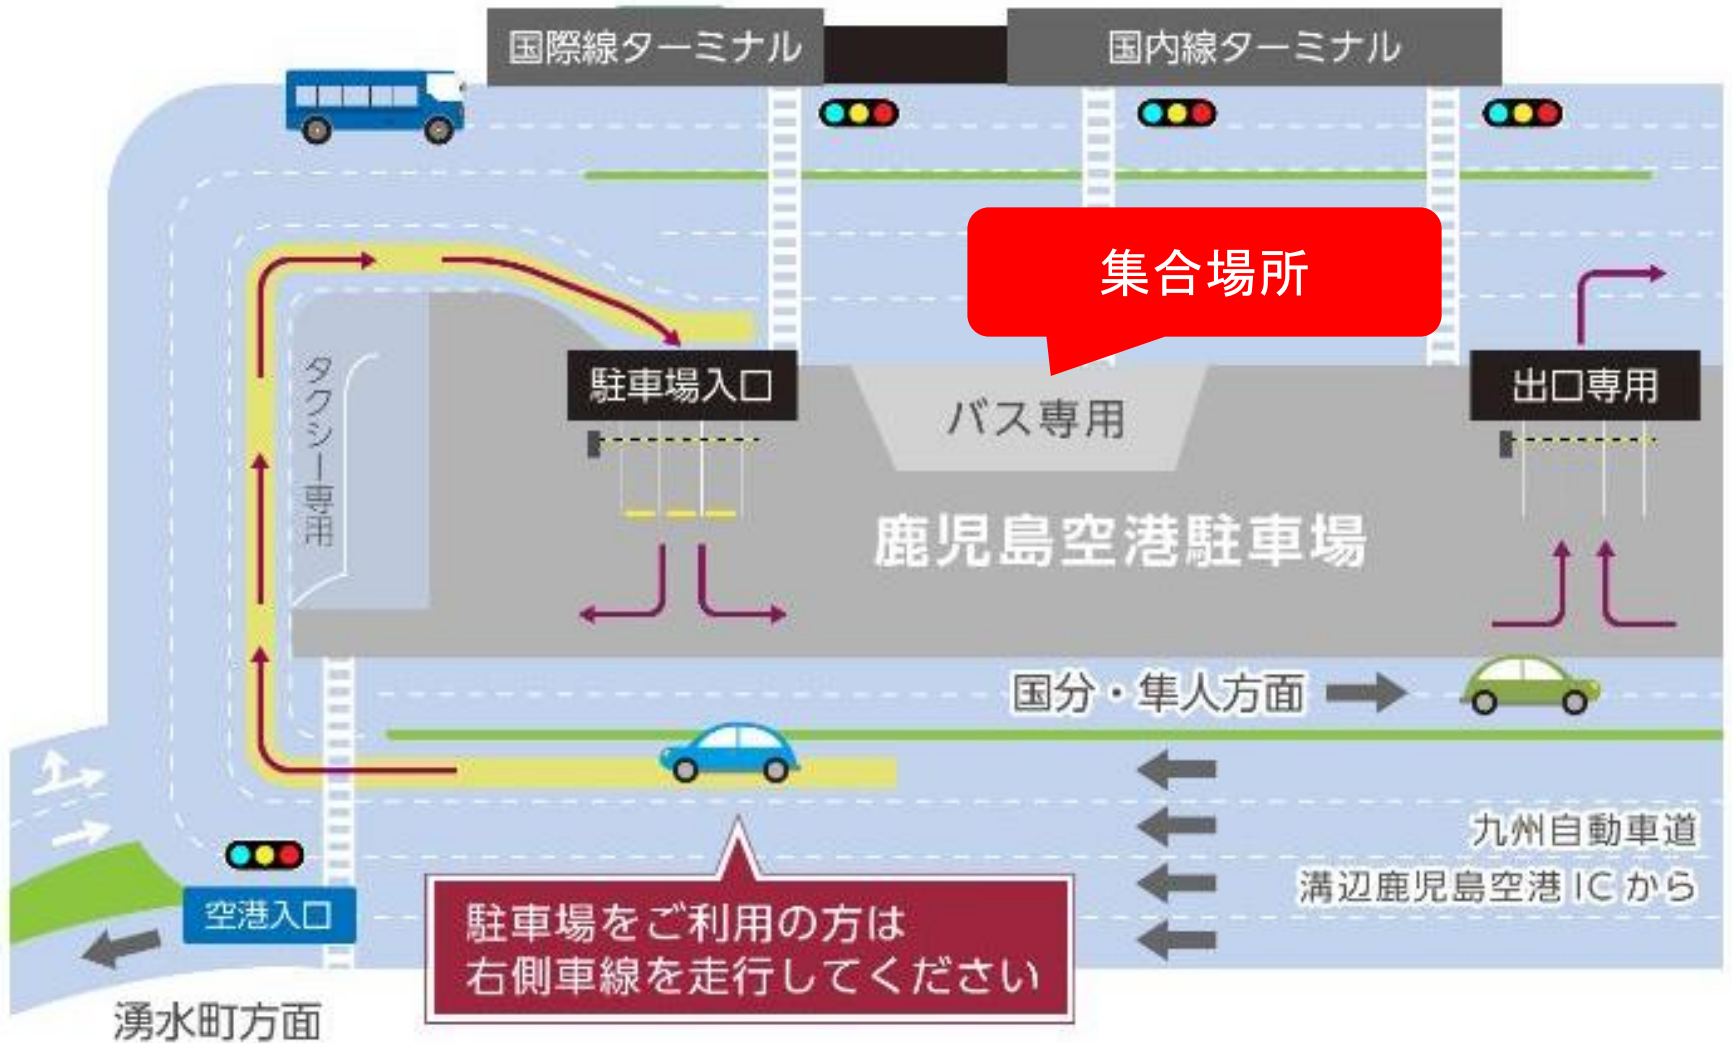 国際線ターミナル
国内線ターミナル
集合場所
駐車場入口
バス専用
出口専用
タクシー専用
鹿児島空港駐車場
国分・隼人方面
九州自動車道
溝辺鹿児島空港ICから
空港入口
駐車場をご利用の方は
右側車線を走行してください
湧水町方面